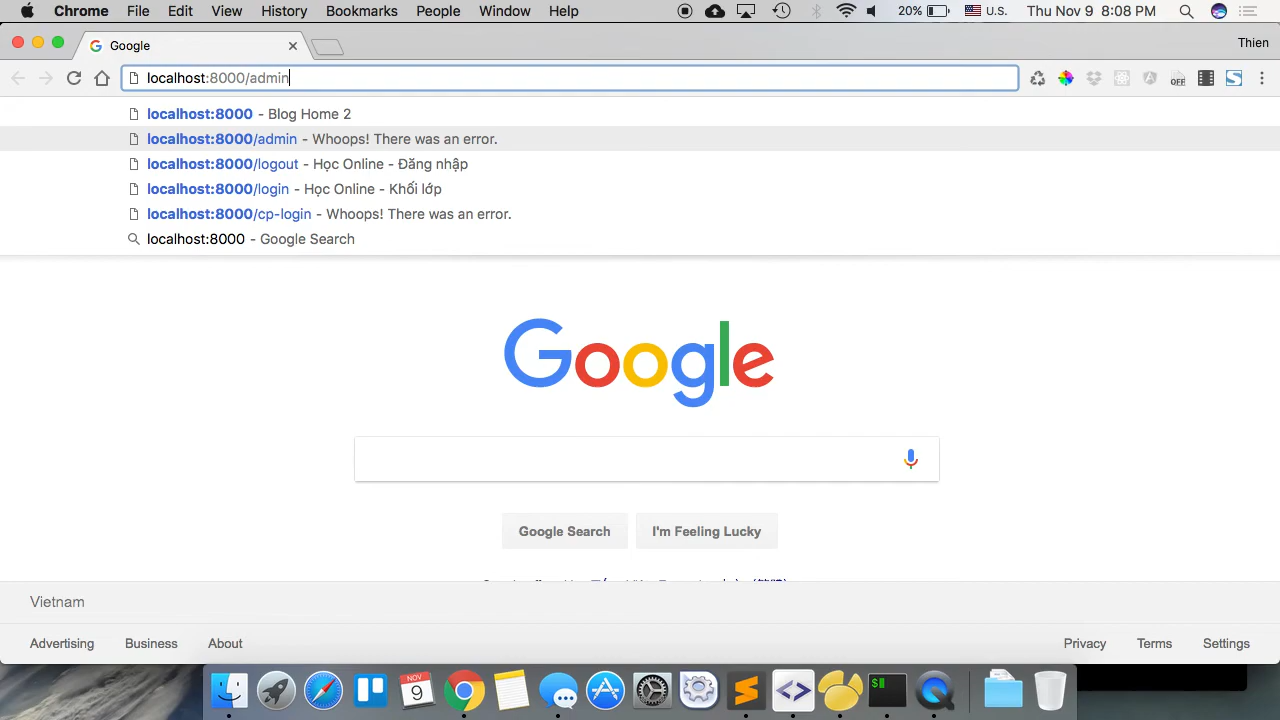 Chrome File Edit View History Bookmarks People Window Help 20% U.S. Thu Nov 9 8:08 PM
Google Thien
localhost:8000/admin OFF
localhost:8000 - Blog Home 2
localhost:8000/admin - Whoops! There was an error.
localhost:8000/logout - Học Online - Đăng nhập
localhost:8000/login - Học Online - Khối lớp
localhost:8000/cp-login - Whoops! There was an error.
localhost:8000 - Google Search
Google
Google Search I'm Feeling Lucky
Vietnam
Advertising Business About Privacy Terms Settings
NOV
9
$